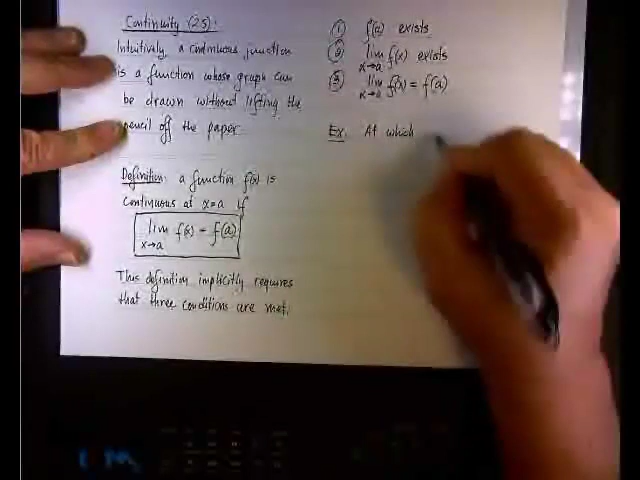 Continuity (2.5):
Intuitively, a continuous function
is a function whose graph can
be drawn without lifting the
pencil off the paper.
Definition: a function f(x) is
continuous at x=a if
lim f(x) = f(a)
x→a
This definition implicitly requires
that three conditions are met.
① f(a) exists
② lim f(x) exists
x→a
③ lim f(x) = f(a)
x→a
Ex. At which